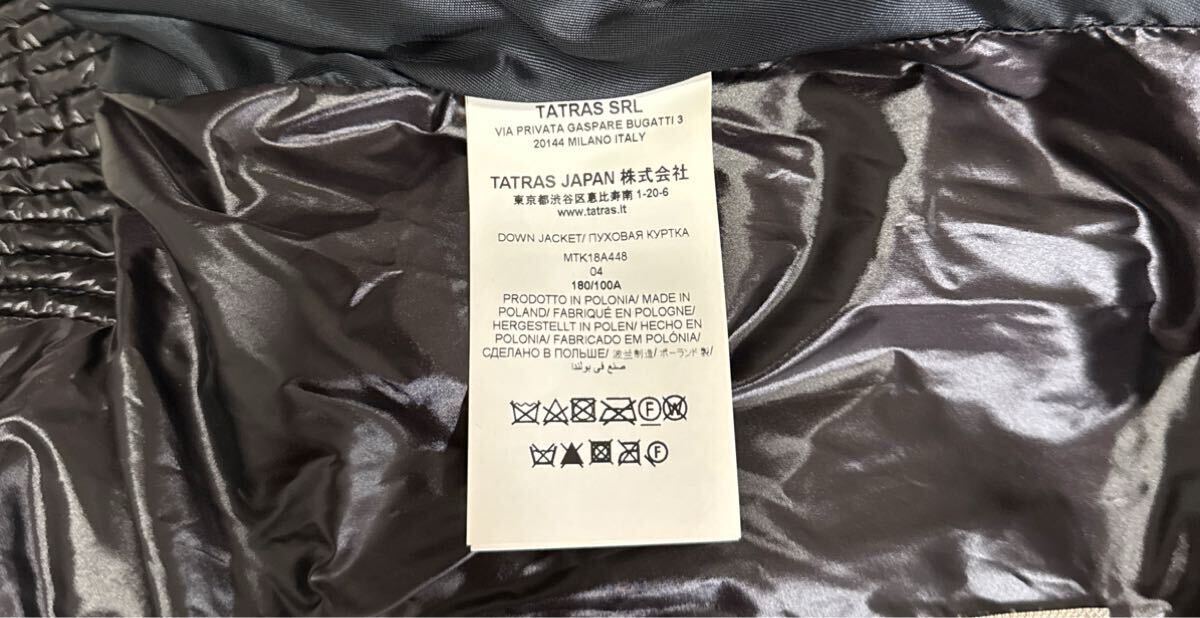 TATRAS SRL
VIA PRIVATA GASPARE BUGATTI 3
20144 MILANO ITALY
TATRAS JAPAN 株式会社
東京都渋谷区恵比寿南 1-20-6
www.tatras.it
DOWN JACKET/ ПУХОВАЯ КУРТКА
MTK18A448
04
180/100A
PRODOTTO IN POLONIA/ MADE IN
POLAND/ FABRIQUÉ EN POLOGNE/
HERGESTELLT IN POLEN/ HECHO EN
POLONIA/ FABRICADO EM POLÓNIA/
СДЕЛАНО В ПОЛЬШЕ/ 波兰制造/ ポーランド 製/
صنع في بولندا
F W
F